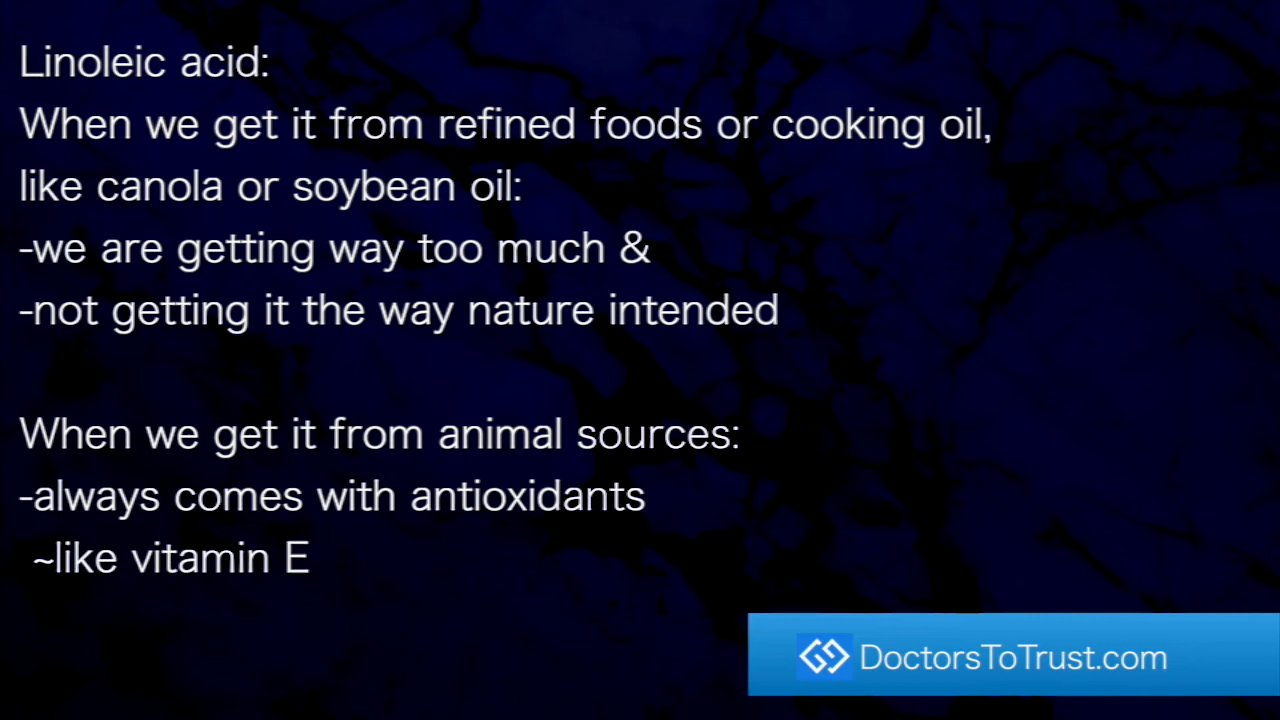 Linoleic acid:
When we get it from refined foods or cooking oil,
like canola or soybean oil:
-we are getting way too much &
-not getting it the way nature intended
When we get it from animal sources:
-always comes with antioxidants
~like vitamin E
DoctorsToTrust.com